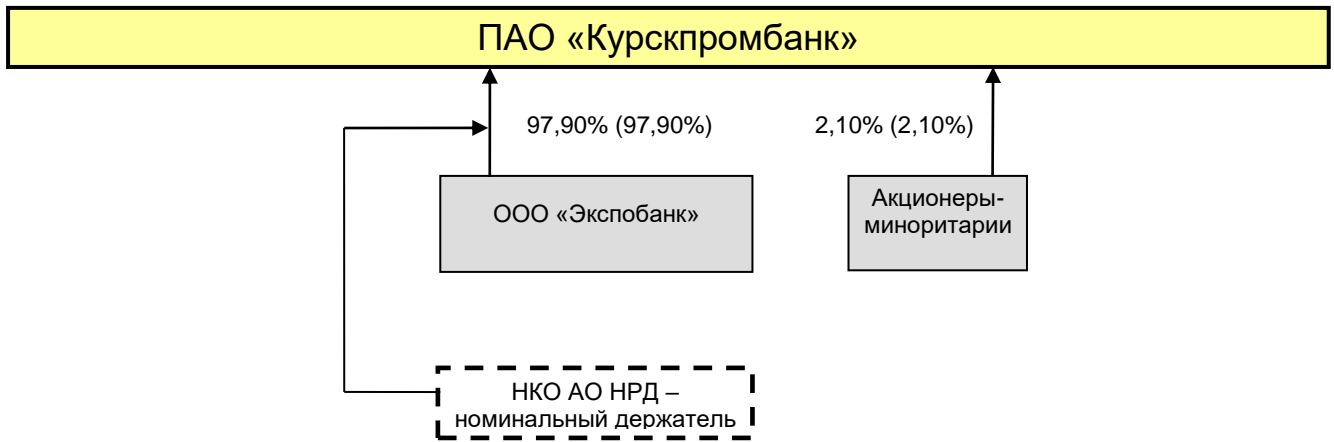 ПАО «Курскпромбанк»
97,90% (97,90%)
2,10% (2,10%)
ООО «Экспобанк»
Акционеры-
миноритарии
НКО АО НРД –
номинальный держатель